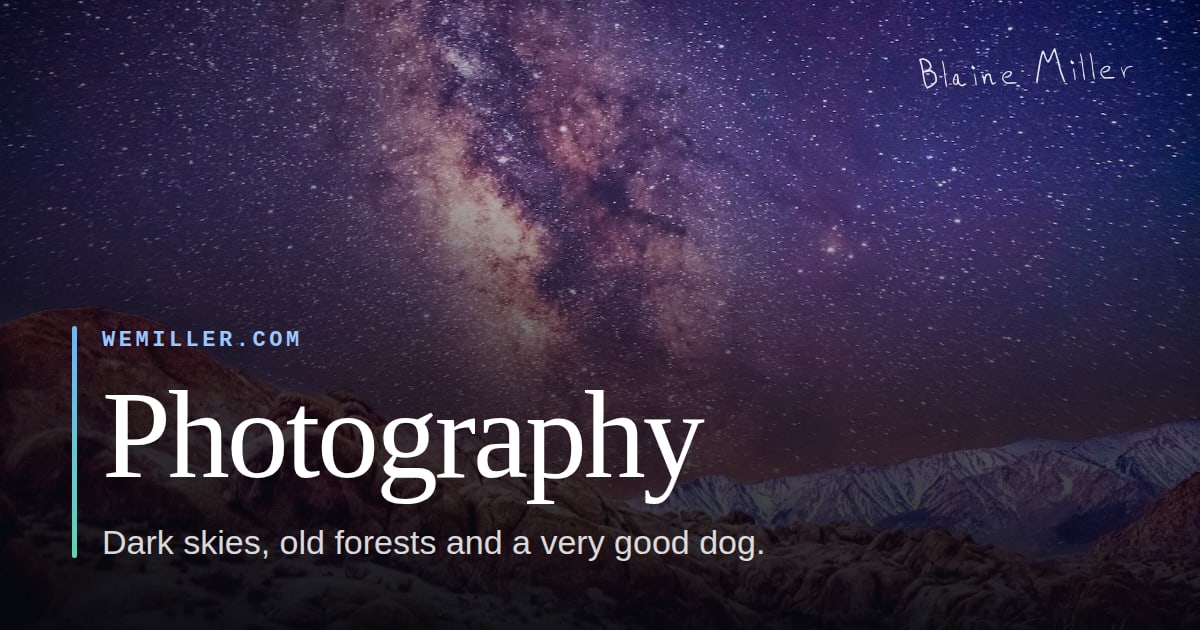 Blaine Miller
WEMILLER.COM
Photography
Dark skies, old forests and a very good dog.